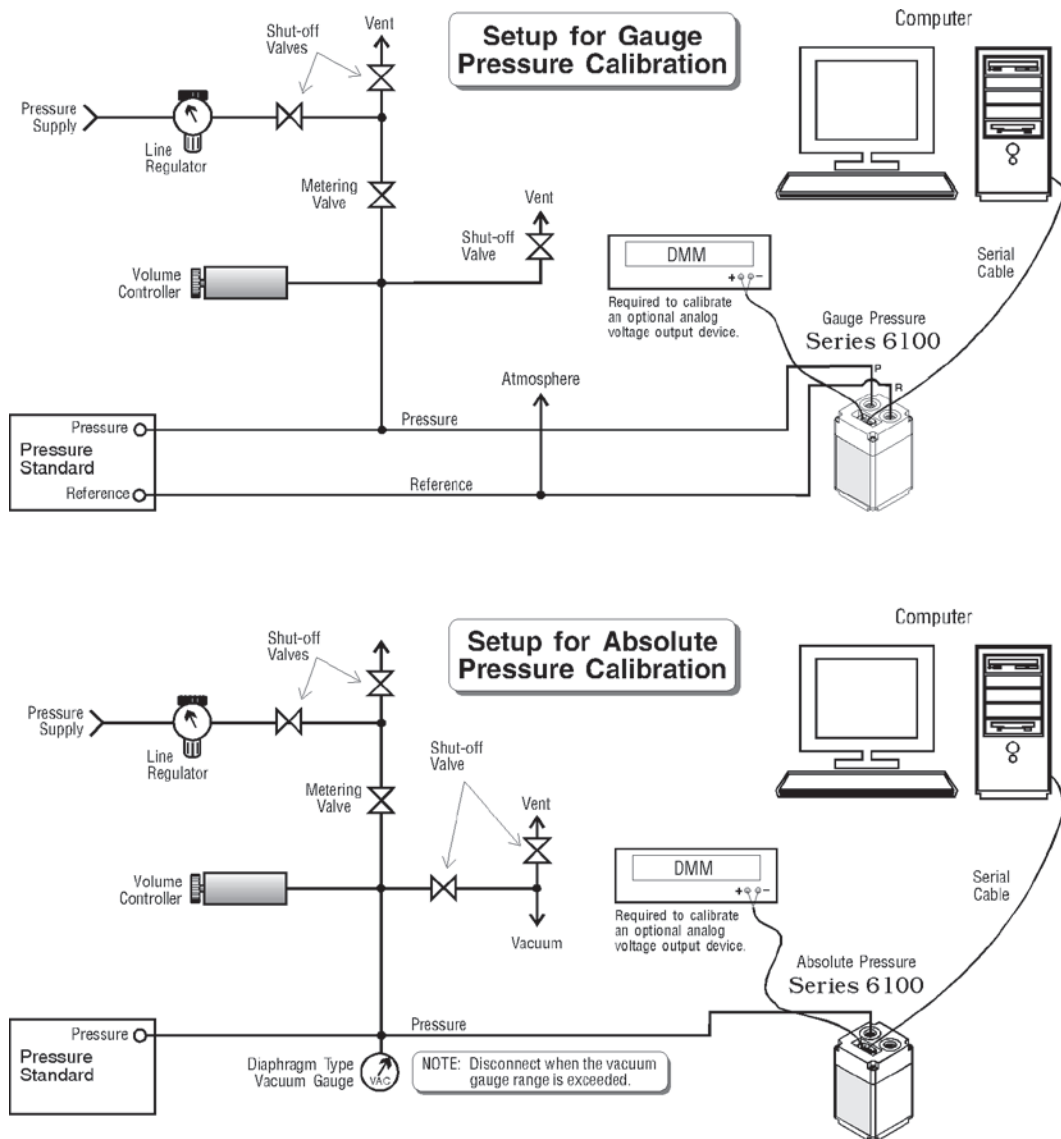 Setup for Gauge
Pressure Calibration
Computer
Shut-off
Valves
Vent
Pressure
Supply
Line
Regulator
Metering
Valve
Vent
Shut-off
Valve
Volume
Controller
DMM
+ –
Required to calibrate
an optional analog
voltage output device.
Serial
Cable
Gauge Pressure
Series 6100
P
R
Atmosphere
Pressure
Pressure
Pressure
Standard
Reference
Reference
Setup for Absolute
Pressure Calibration
Computer
Shut-off
Valves
Pressure
Supply
Line
Regulator
Shut-off
Valve
Metering
Valve
Vent
Volume
Controller
Vacuum
DMM
+ –
Required to calibrate
an optional analog
voltage output device.
Serial
Cable
Absolute Pressure
Series 6100
Pressure
Pressure
Pressure
Standard
Diaphragm Type
Vacuum Gauge
VAC
NOTE: Disconnect when the vacuum
gauge range is exceeded.